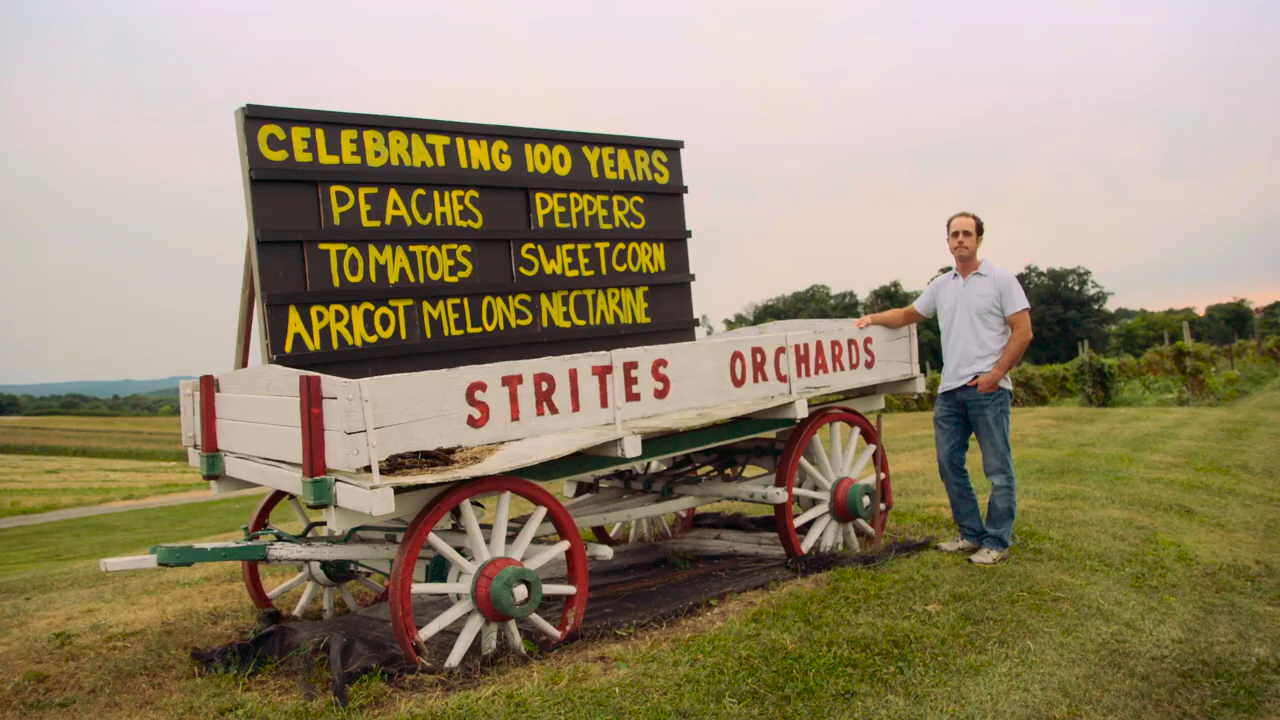 CELEBRATING 100 YEARS
PEACHES PEPPERS
TOMATOES SWEETCORN
APRICOT MELONS NECTARINE
STRITES ORCHARDS